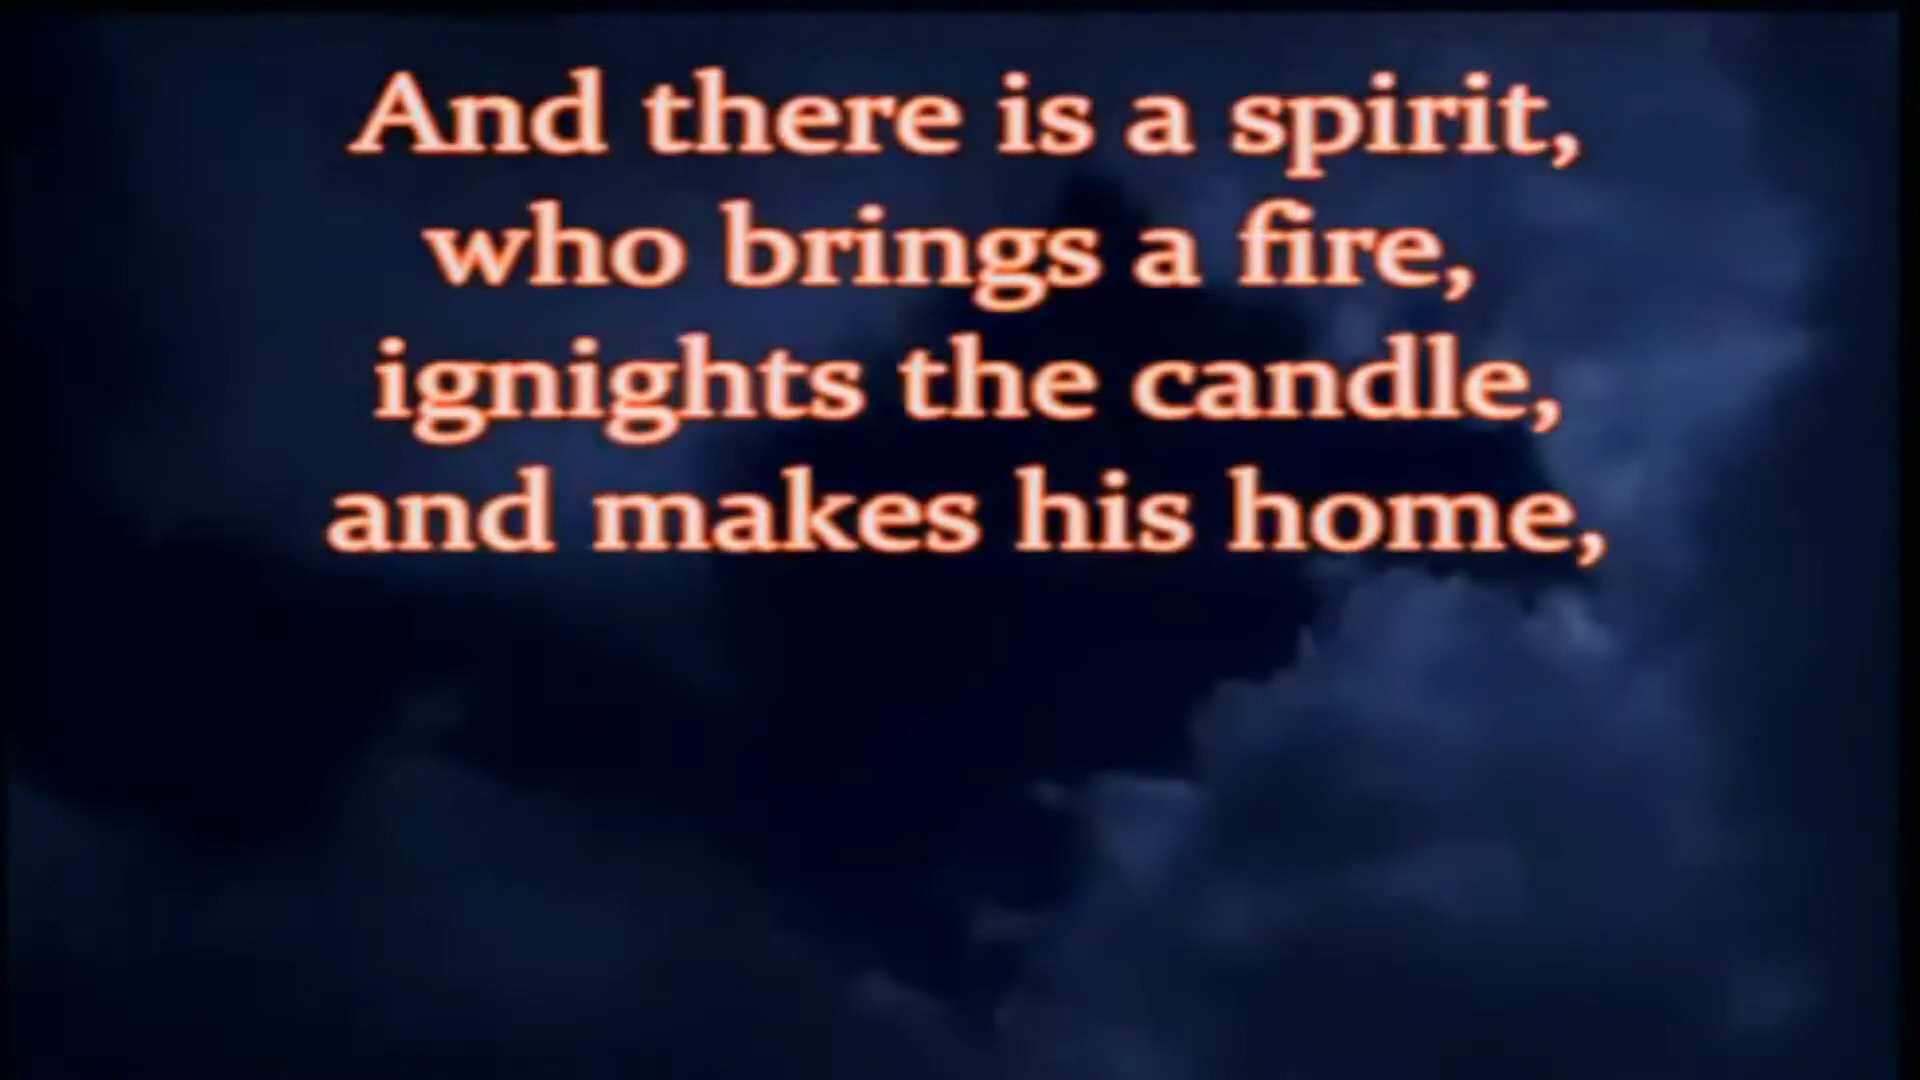 And there is a spirit,
who brings a fire,
ignights the candle,
and makes his home,